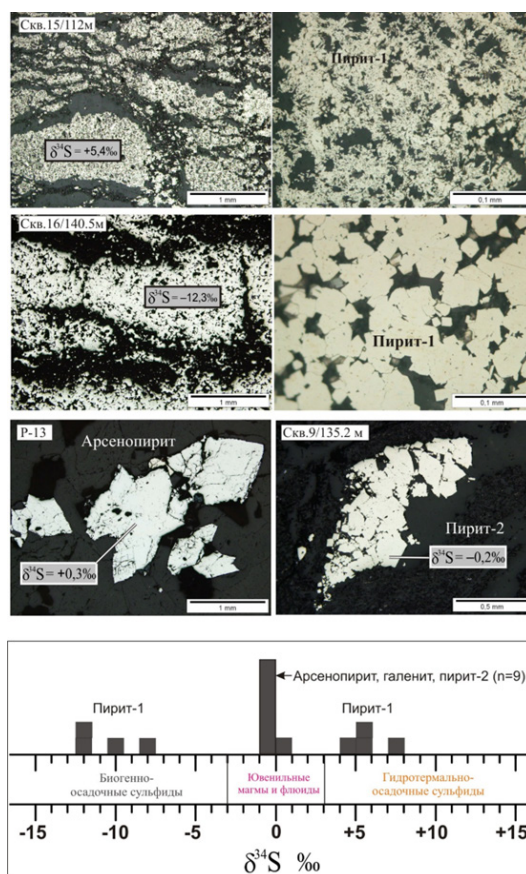 Скв.15/112м
δ³⁴S = +5,4‰
1 mm
Пирит-1
0,1 mm
Скв.16/140.5м
δ³⁴S = –12,3‰
1 mm
Пирит-1
0,1 mm
Р-13
Арсенопирит
δ³⁴S = +0,3‰
1 mm
Скв.9/135.2 м
Пирит-2
δ³⁴S = –0,2‰
0,5 mm
Арсенопирит, галенит, пирит-2 (n=9)
Пирит-1
Пирит-1
Биогенно-
осадочные сульфиды
Ювенильные
магмы и флюиды
Гидротермально-
осадочные сульфиды
-15 -10 -5 0 +5 +10 +15
δ³⁴S ‰